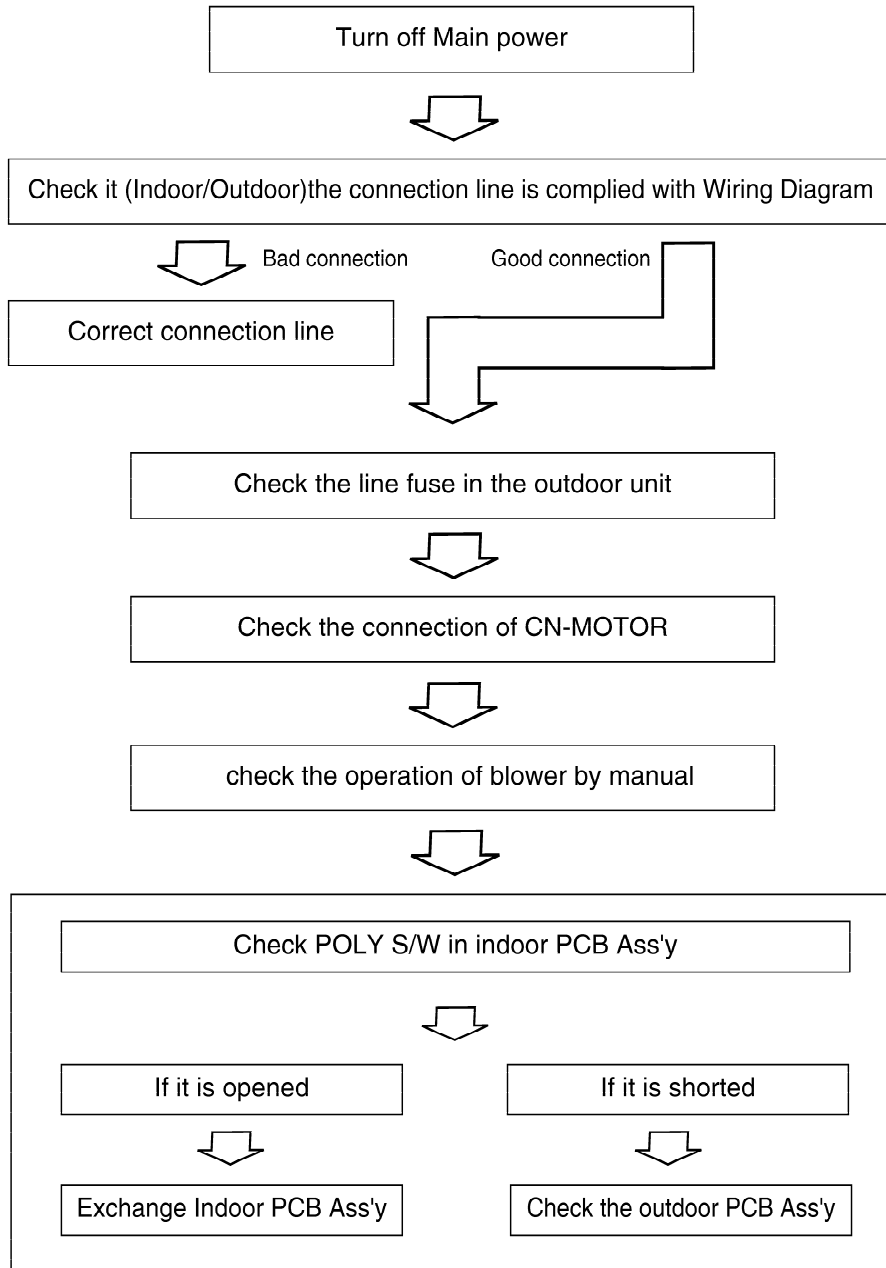 Turn off Main power
Check it (Indoor/Outdoor)the connection line is complied with Wiring Diagram
Bad connection
Good connection
Correct connection line
Check the line fuse in the outdoor unit
Check the connection of CN-MOTOR
check the operation of blower by manual
Check POLY S/W in indoor PCB Ass'y
If it is opened
If it is shorted
Exchange Indoor PCB Ass'y
Check the outdoor PCB Ass'y